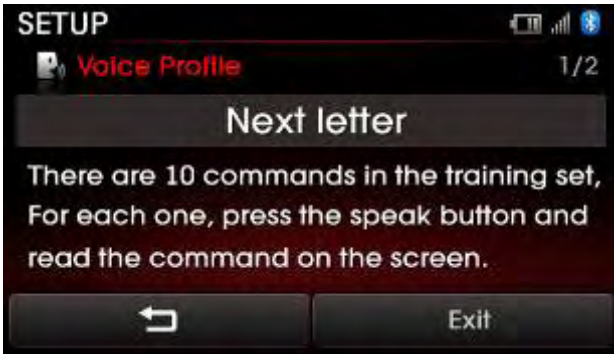 SETUP
Voice Profile 1/2
Next letter
There are 10 commands in the training set,
For each one, press the speak button and
read the command on the screen.
Exit